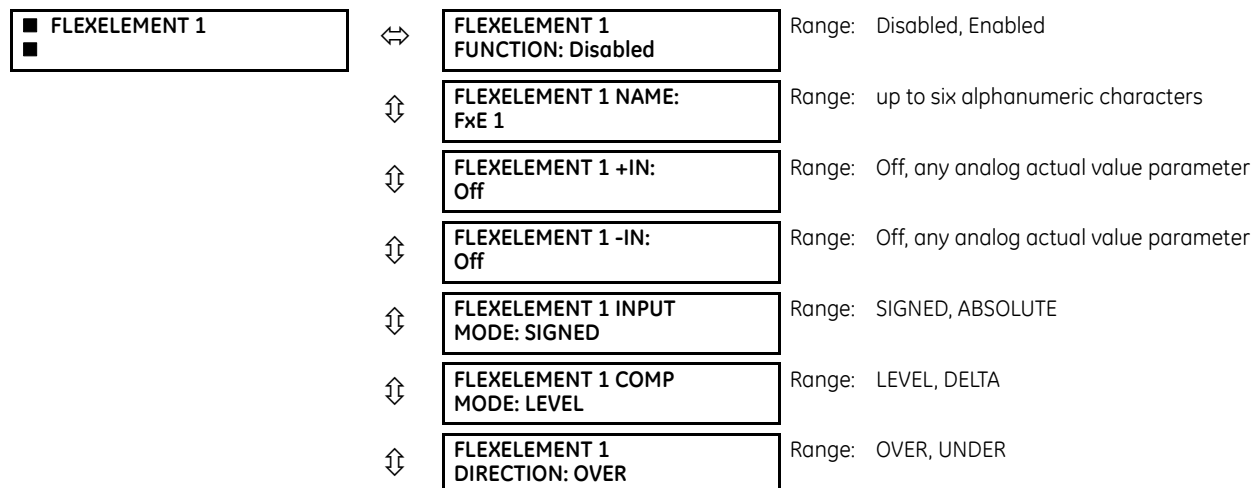 ■ FLEXELEMENT 1
■
FLEXELEMENT 1
FUNCTION: Disabled
Range: Disabled, Enabled
FLEXELEMENT 1 NAME:
FxE 1
Range: up to six alphanumeric characters
FLEXELEMENT 1 +IN:
Off
Range: Off, any analog actual value parameter
FLEXELEMENT 1 -IN:
Off
Range: Off, any analog actual value parameter
FLEXELEMENT 1 INPUT
MODE: SIGNED
Range: SIGNED, ABSOLUTE
FLEXELEMENT 1 COMP
MODE: LEVEL
Range: LEVEL, DELTA
FLEXELEMENT 1
DIRECTION: OVER
Range: OVER, UNDER